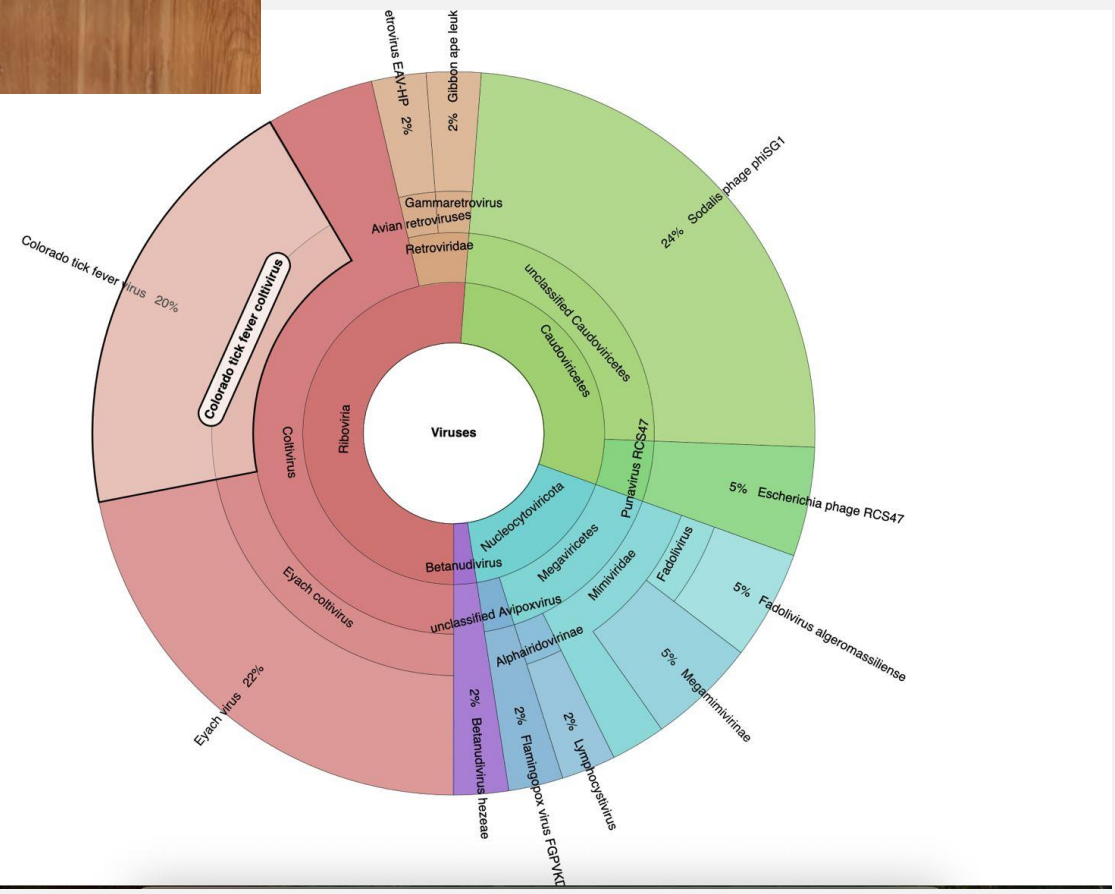 etrovirus EAV-HP 2%
2% Gibbon ape leuk
Gammaretrovirus
Avian retroviruses
Retroviridae
24% Sodalis phage phiSG1
unclassified Caudoviricetes
Caudoviricetes
Colorado tick fever virus 20%
Colorado tick fever coltivirus
Coltivirus
Riboviria
Viruses
Punavirus RCS47
5% Escherichia phage RCS47
Nucleocytoviricota
Megaviricetes
Mimiviridae
Fadolivirus
5% Fadolivirus algeromassiliense
5% Megamimivirinae
Betanudivirus
unclassified Avipoxvirus
Alphairidovirinae
Eyach coltivirus
Eyach virus 22%
2% Betanudivirus hezeae
2% Flamingopox virus FGPVKD
2% Lymphocystivirus